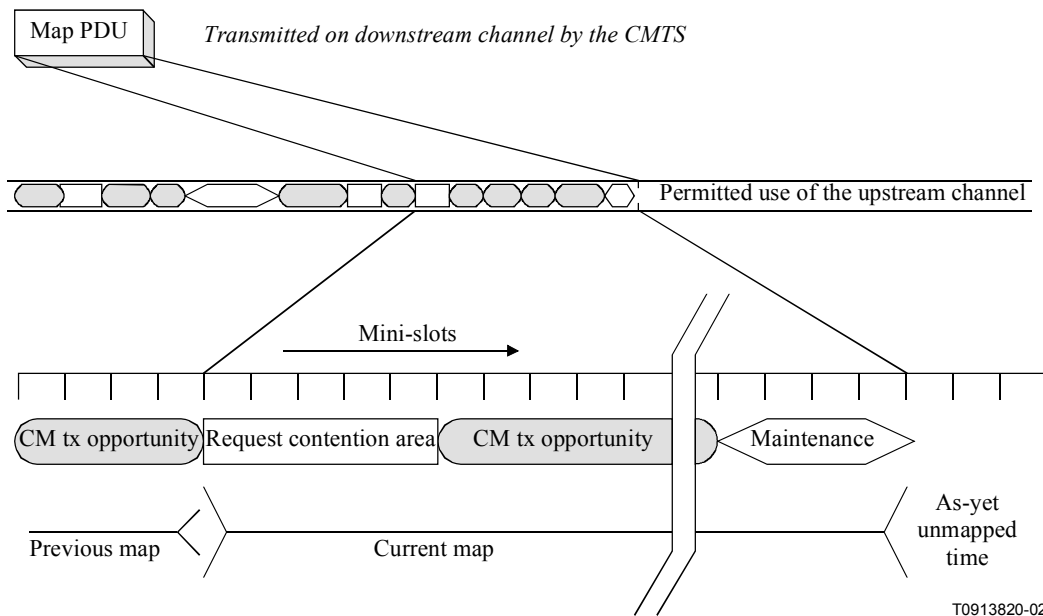 Map PDU
Transmitted on downstream channel by the CMTS
Permitted use of the upstream channel
Mini-slots
CM tx opportunity
Request contention area
CM tx opportunity
Maintenance
Previous map
Current map
As-yet
unmapped
time
T0913820-02